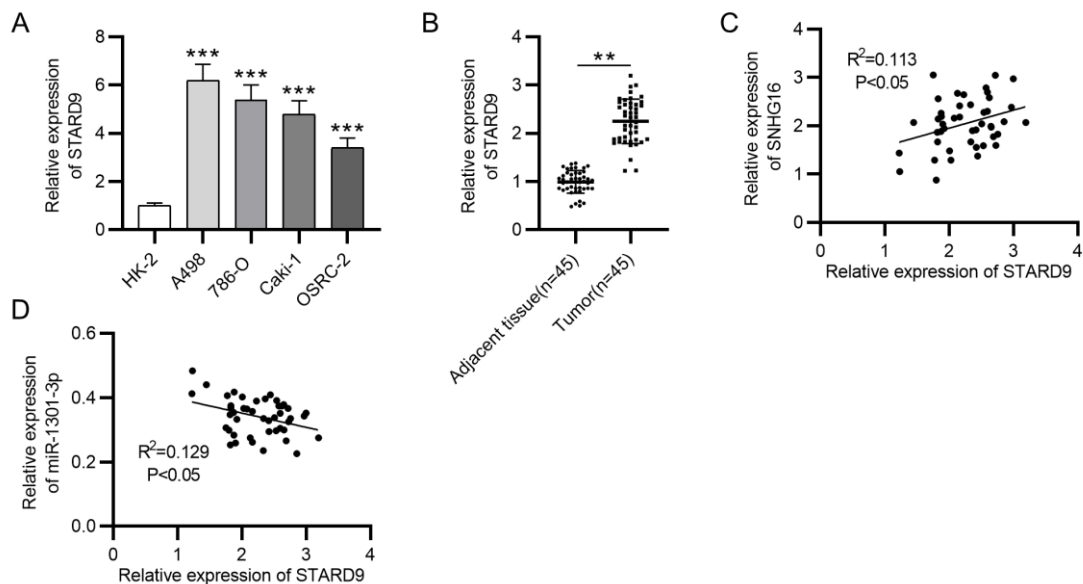 A
Relative expression
of STARD9
8
6
4
2
0
***
***
***
***
HK-2
A498
786-O
Caki-1
OSRC-2
B
Relative expression
of STARD9
4
3
2
1
0
**
Adjacent tissue(n=45)
Tumor(n=45)
C
Relative expression
of SNHG16
4
3
2
1
0
R²=0.113
P<0.05
0
1
2
3
4
Relative expression of STARD9
D
Relative expression
of miR-1301-3p
0.6
0.4
0.2
0.0
R²=0.129
P<0.05
0
1
2
3
4
Relative expression of STARD9